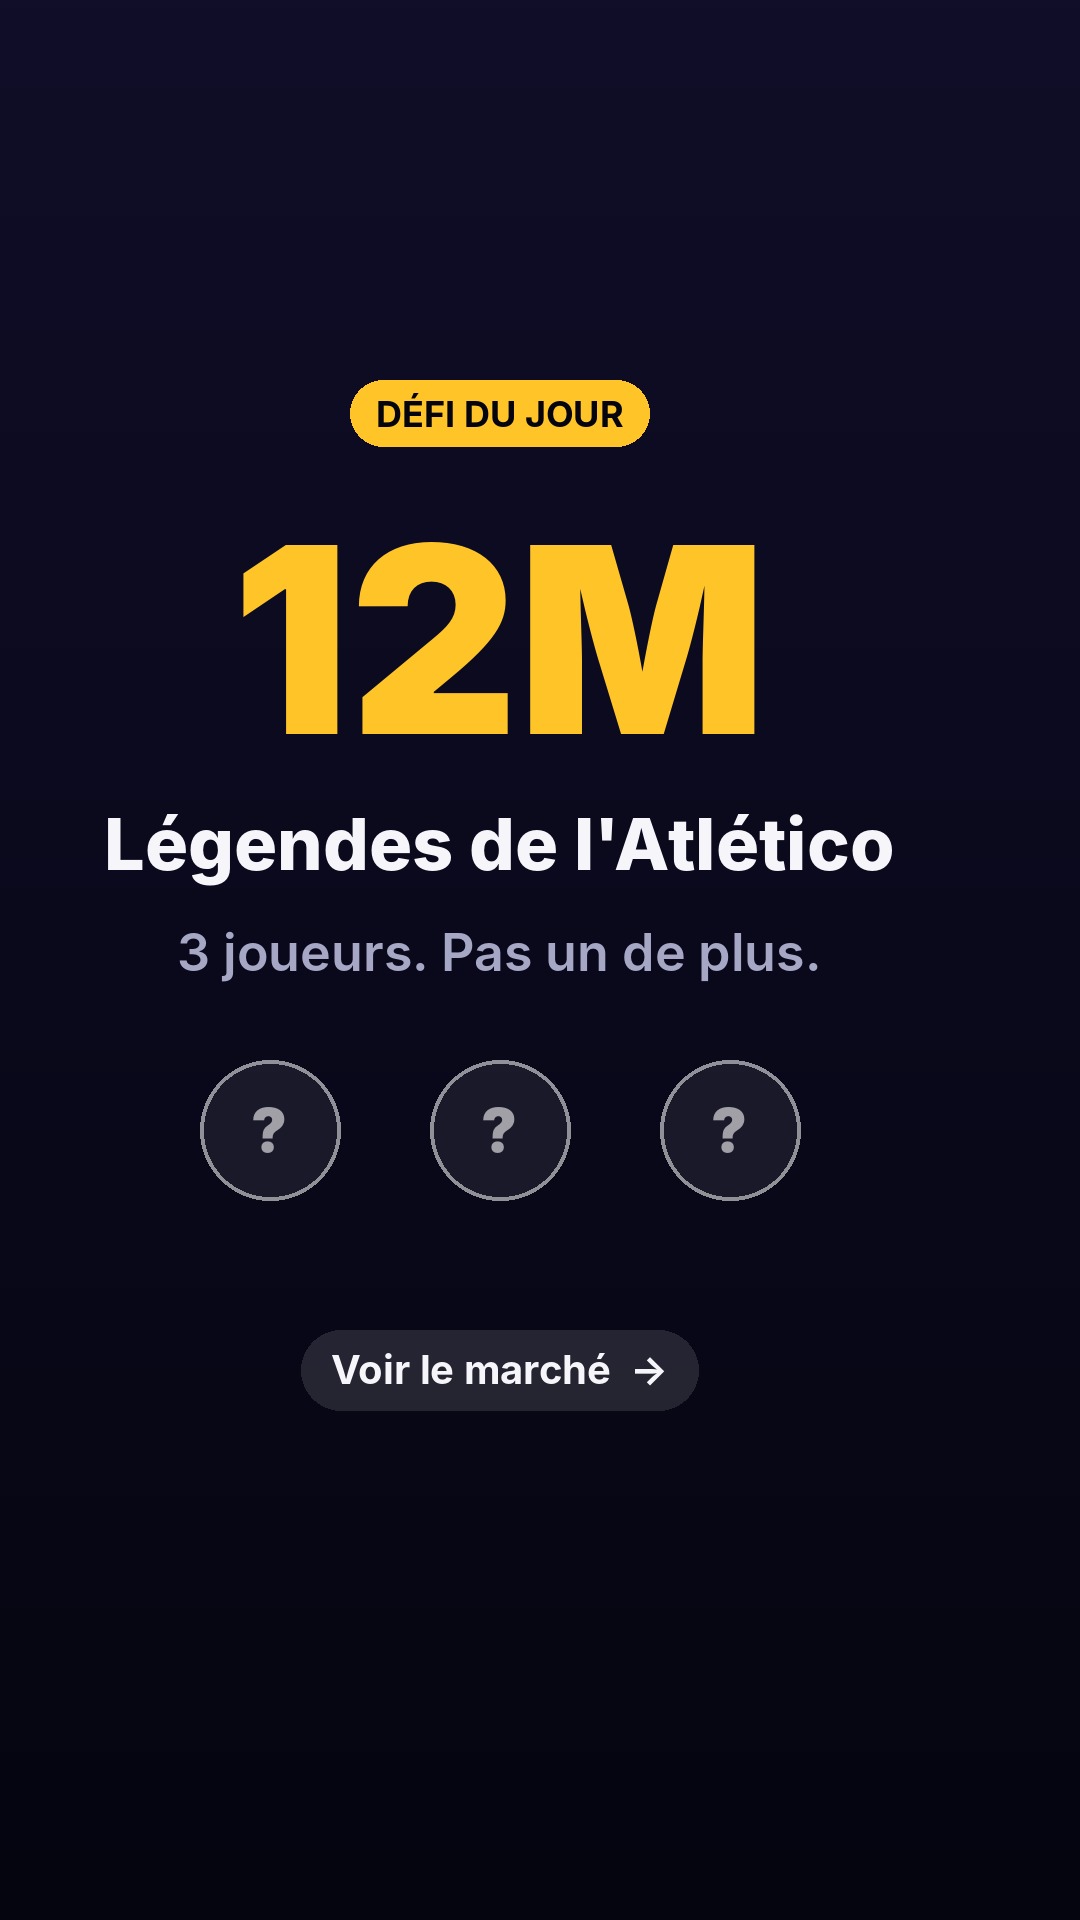 DÉFI DU JOUR
12M
Légendes de l'Atlético
3 joueurs. Pas un de plus.
? ? ?
Voir le marché →